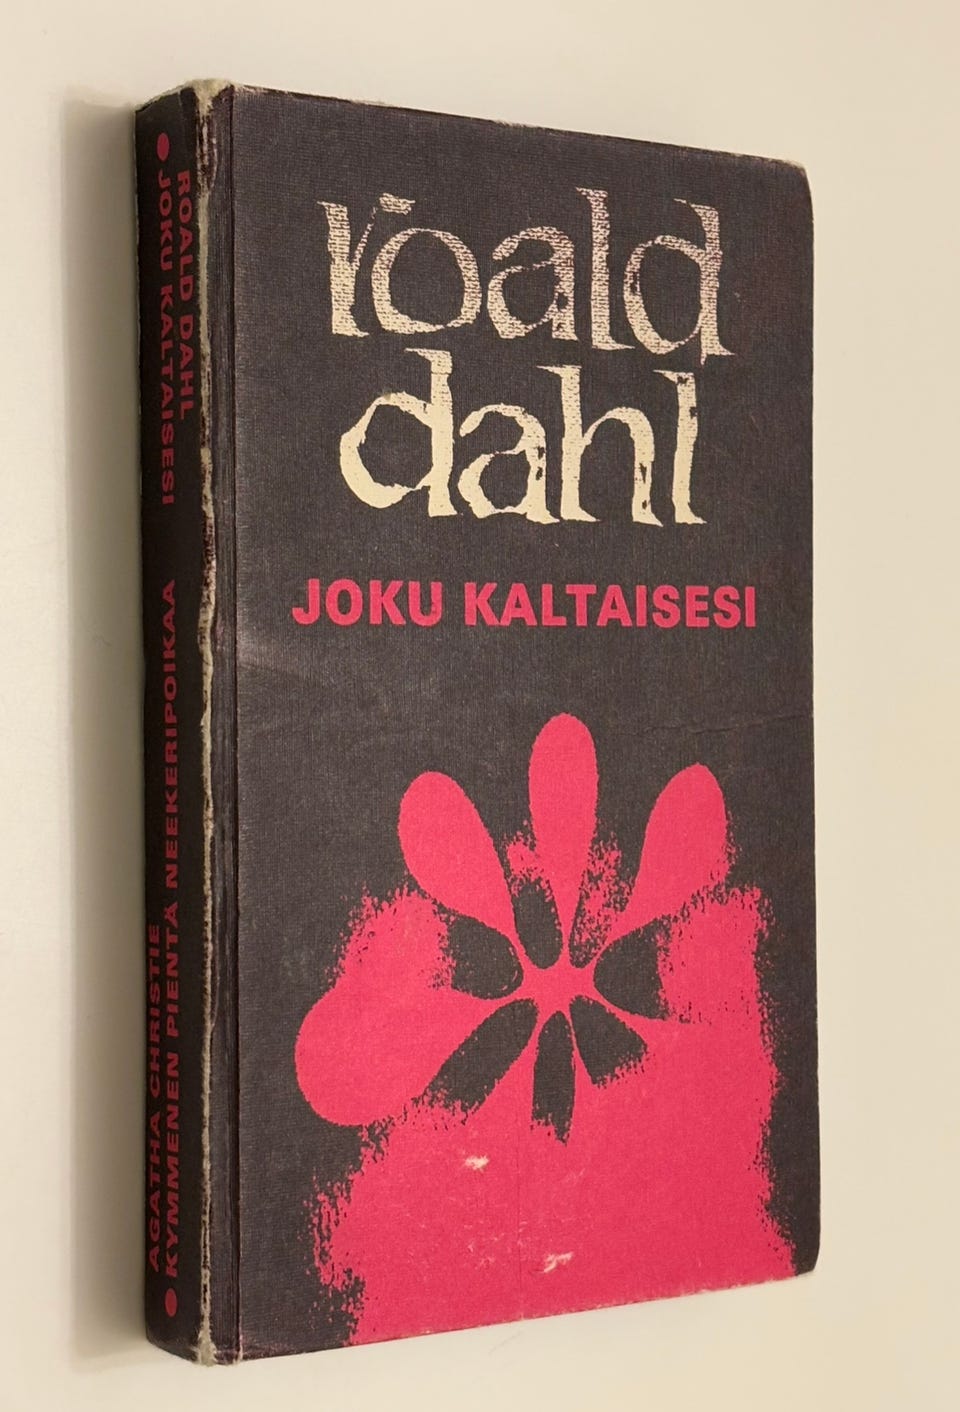 roald
dahl
JOKU KALTAISESI
ROALD DAHL
JOKU KALTAISESI
AGATHA CHRISTIE
KYMMENEN PIENTÄ NEEKERIPOIKAA